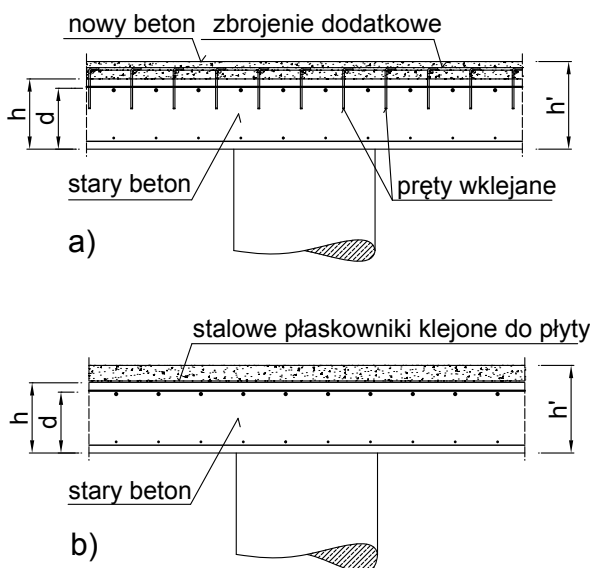 nowy beton zbrojenie dodatkowe
h
d
h'
stary beton
pręty wklejane
a)
stalowe płaskowniki klejone do płyty
h
d
h'
stary beton
b)